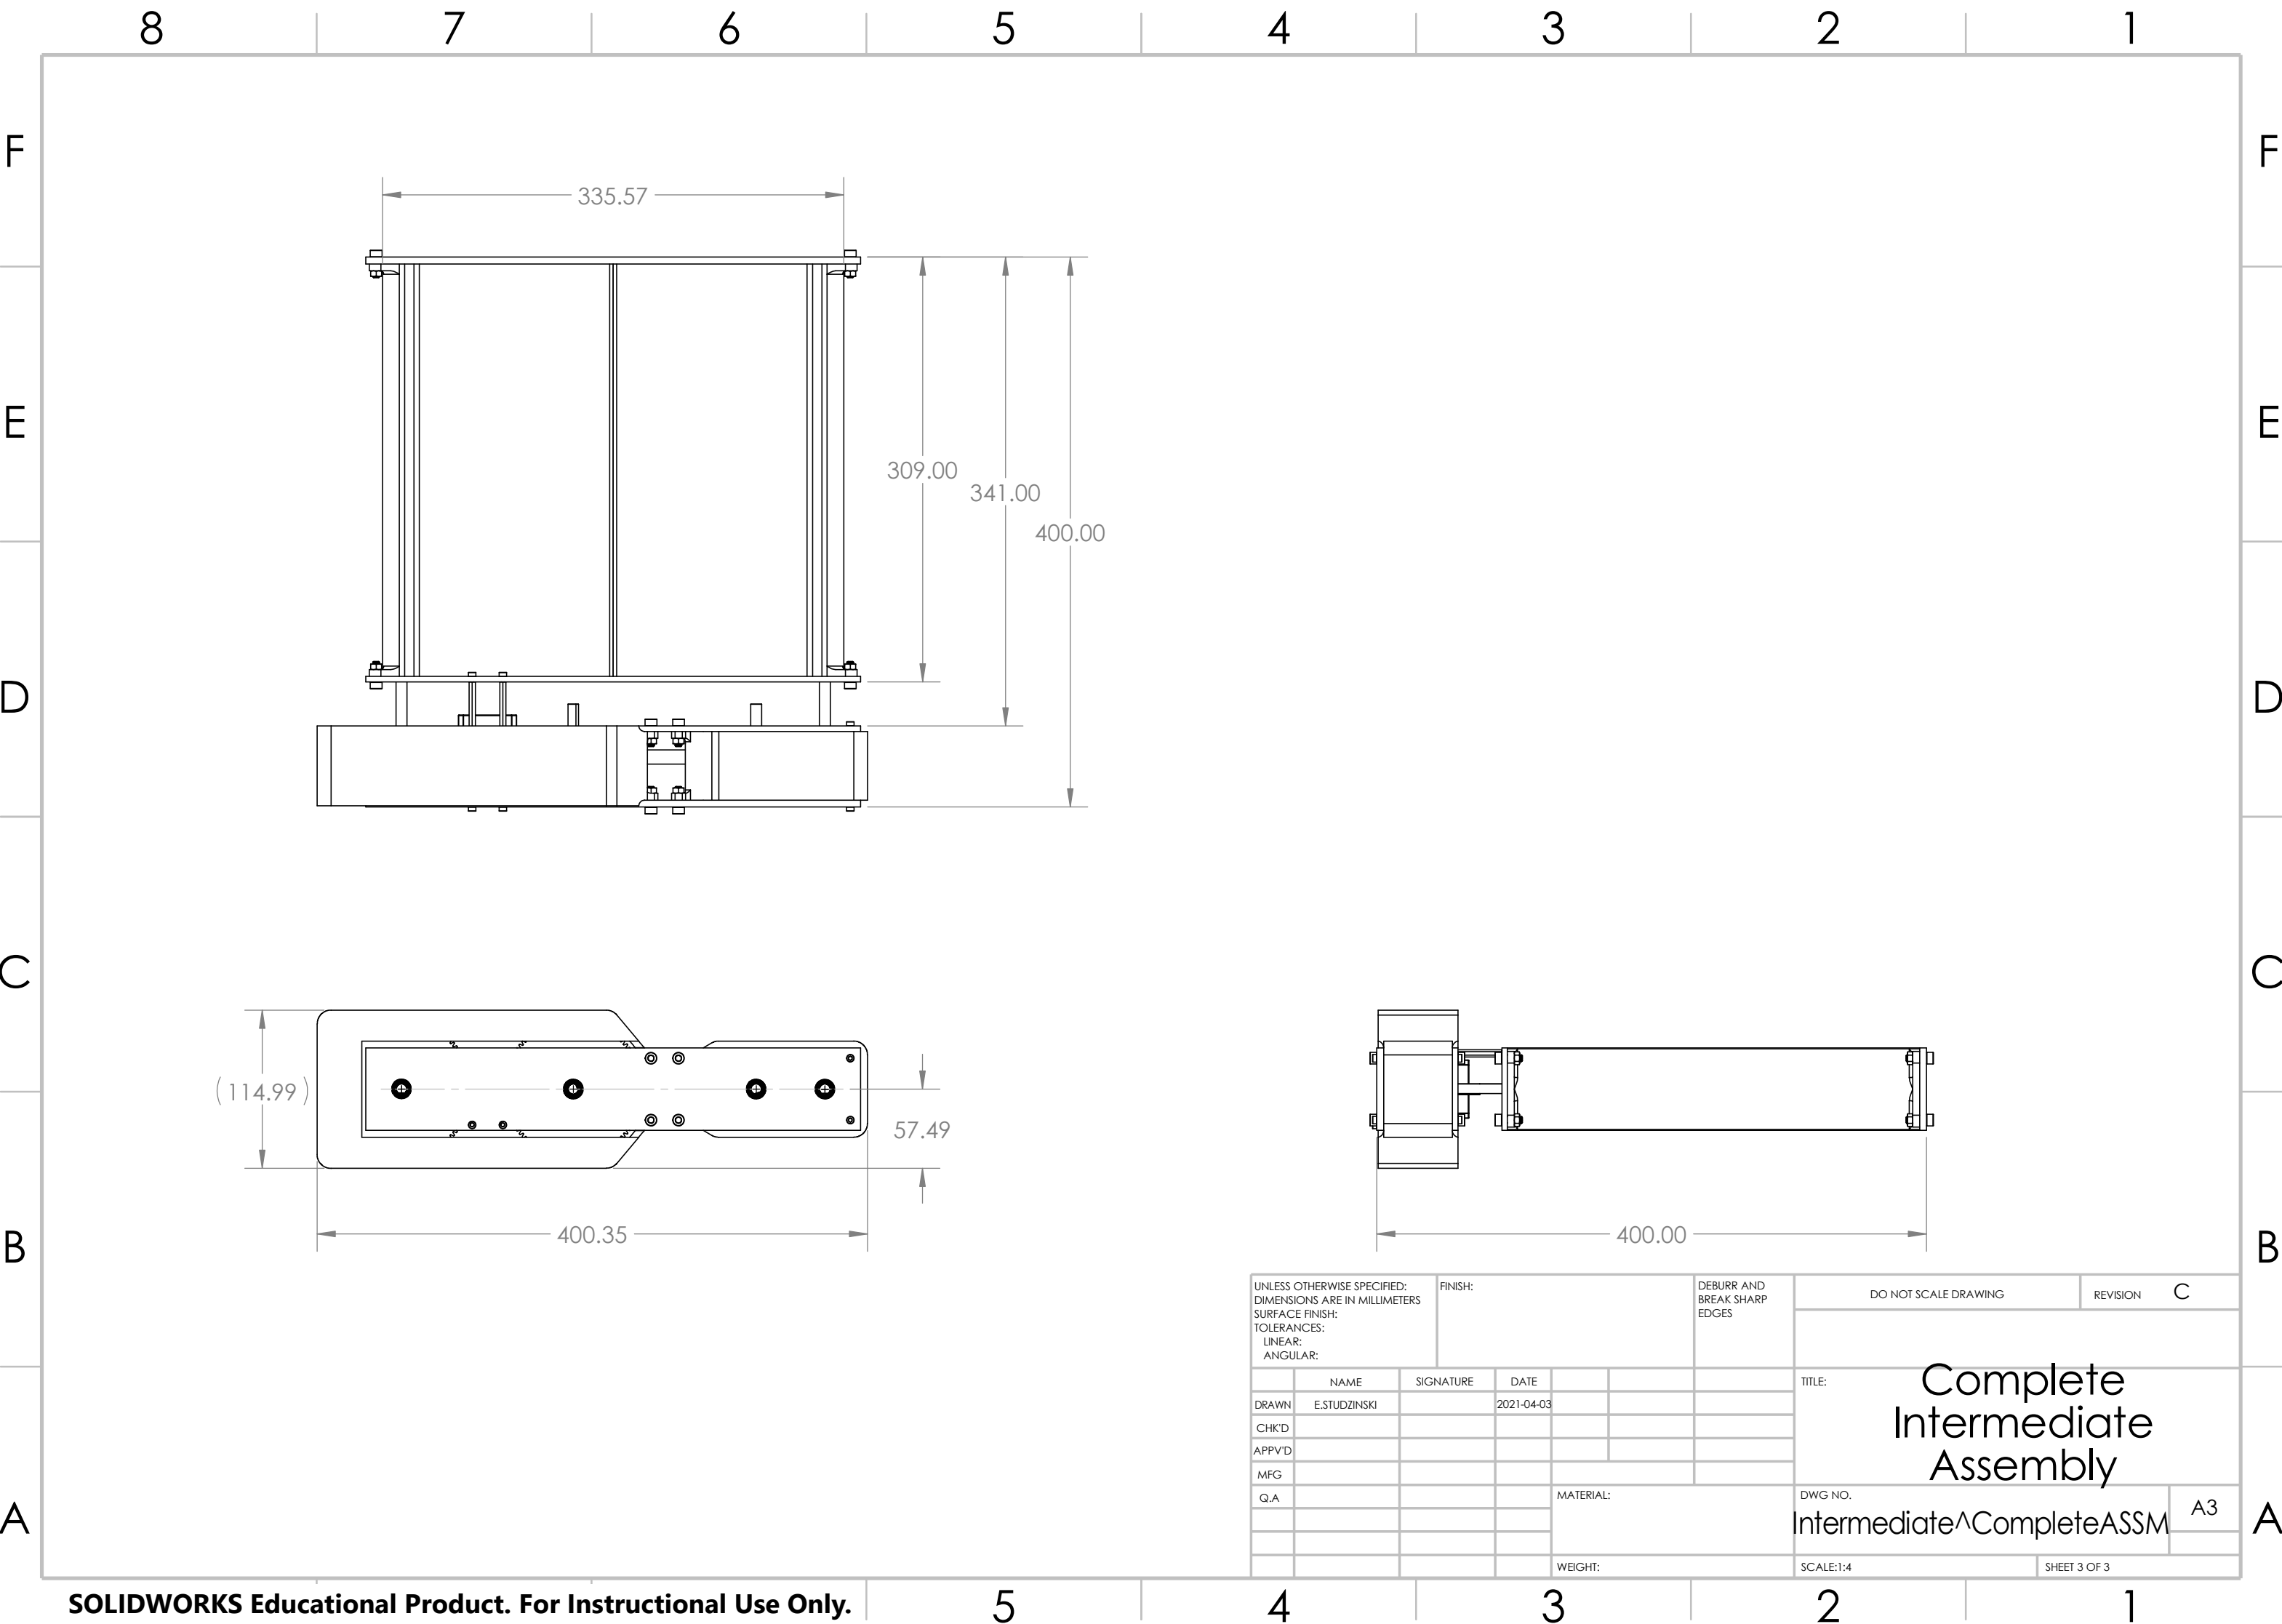 8 7 6 5 4 3 2 1
F F
335.57
E E
309.00
341.00
400.00
D D
C C
(114.99)
57.49
400.35
400.00
B B
UNLESS OTHERWISE SPECIFIED:
DIMENSIONS ARE IN MILLIMETERS
SURFACE FINISH:
TOLERANCES:
LINEAR:
ANGULAR:
FINISH:
DEBURR AND
BREAK SHARP
EDGES
DO NOT SCALE DRAWING
REVISION C
NAME SIGNATURE DATE
DRAWN E.STUDZINSKI 2021-04-03
CHK'D
APPV'D
MFG
Q.A
TITLE:
Complete
Intermediate
Assembly
MATERIAL:
DWG NO.
Intermediate^CompleteASSM
A3
A A
WEIGHT:
SCALE:1:4
SHEET 3 OF 3
SOLIDWORKS Educational Product. For Instructional Use Only.
5 4 3 2 1